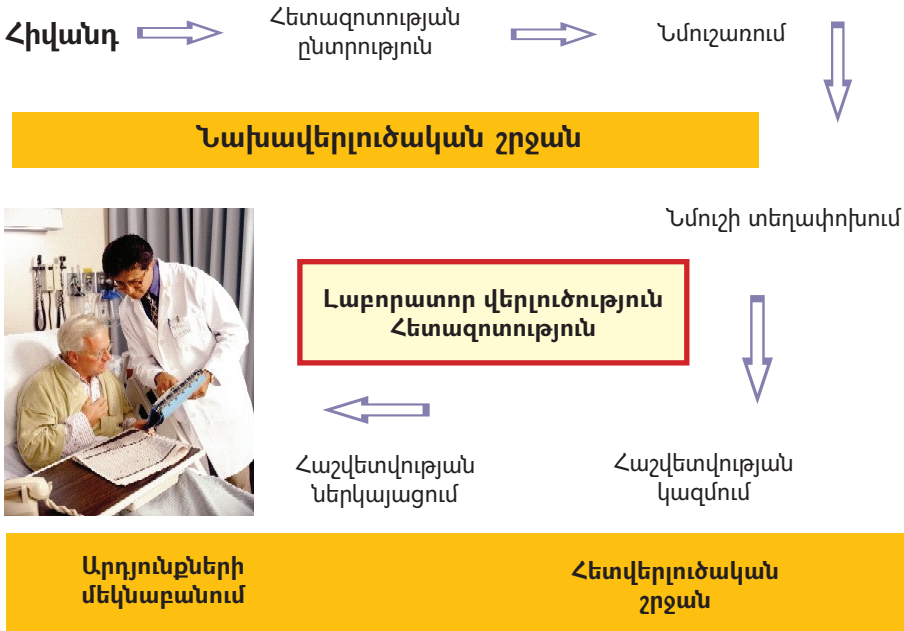 Հիվանդ
Հետազոտության
ընտրություն
Նմուշառում
Նախավերլուծական շրջան
Նմուշի տեղափոխում
Լաբորատոր վերլուծություն
Հետազոտություն
Հաշվետվության
ներկայացում
Հաշվետվության
կազմում
Արդյունքների
մեկնաբանում
Հետվերլուծական
շրջան